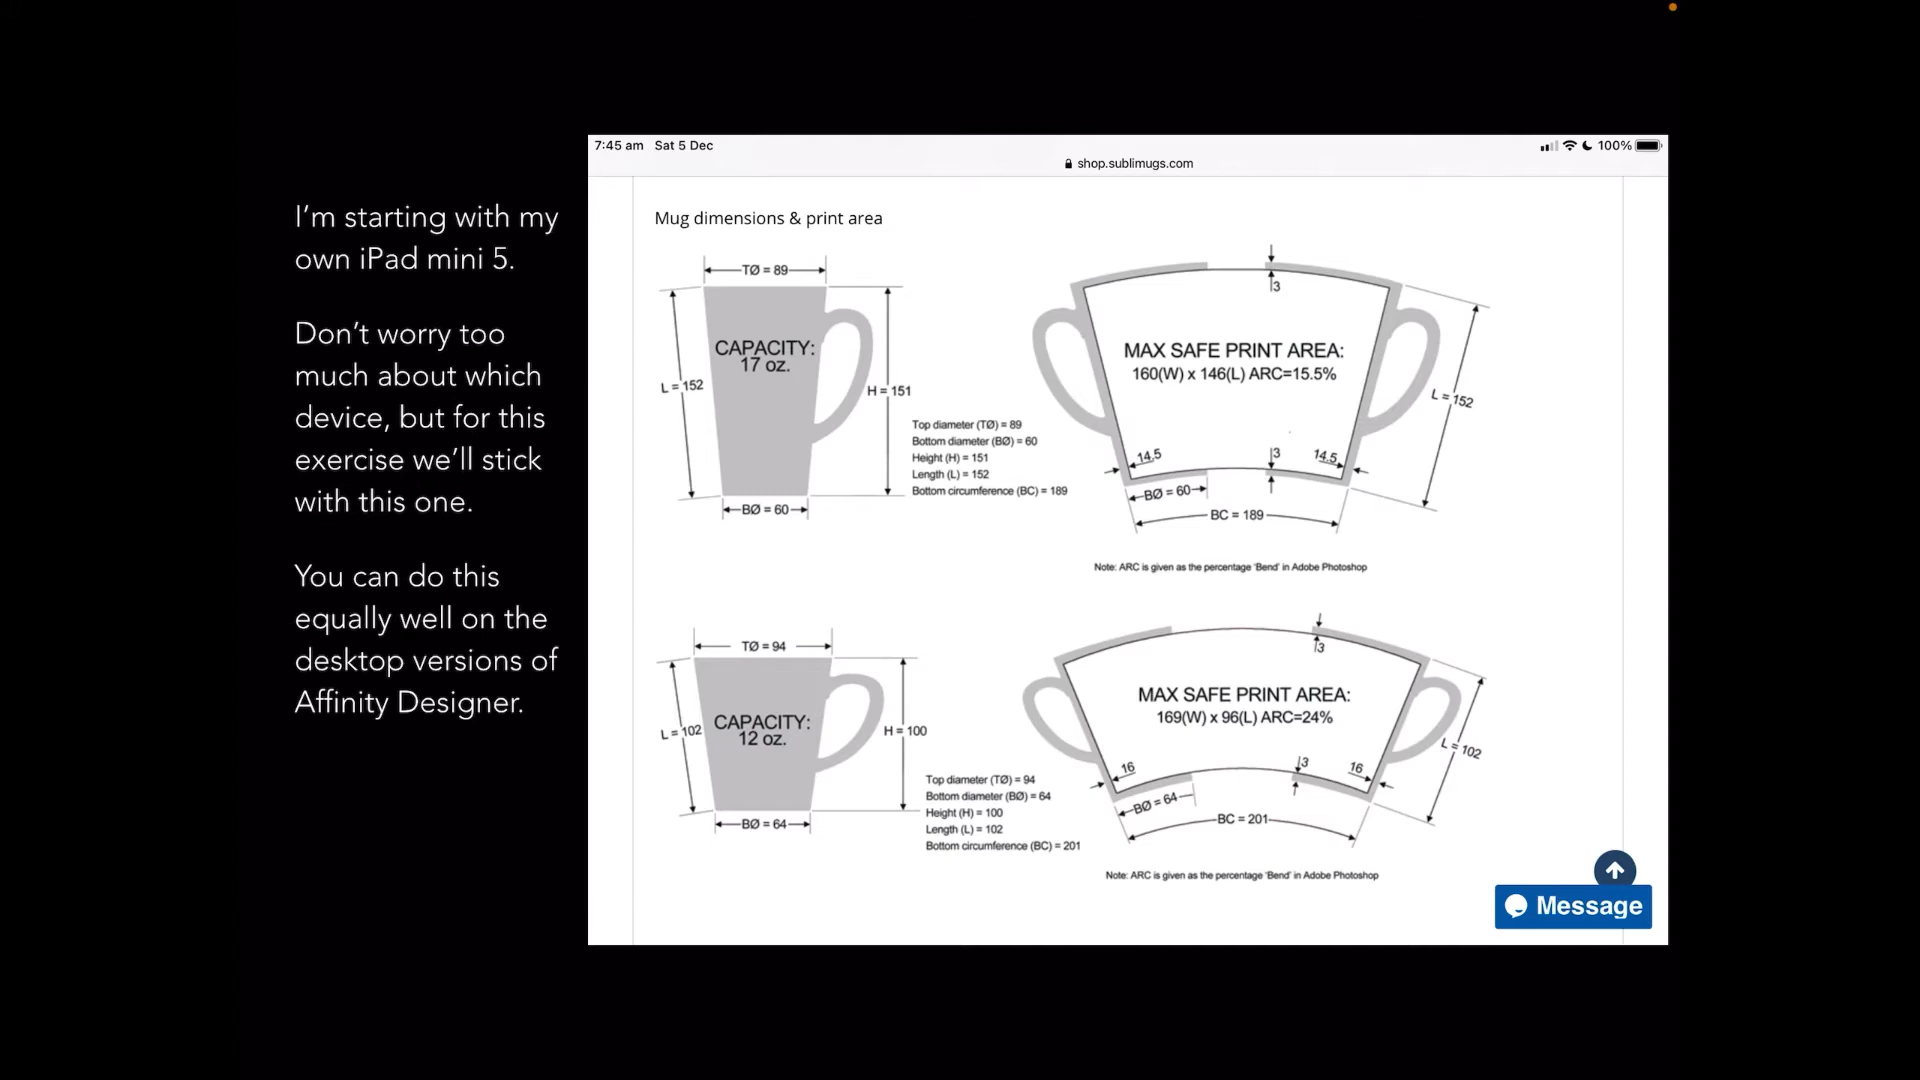 I'm starting with my
own iPad mini 5.
Don't worry too
much about which
device, but for this
exercise we'll stick
with this one.
You can do this
equally well on the
desktop versions of
Affinity Designer.
7:45 am Sat 5 Dec
100%
shop.sublimugs.com
Mug dimensions & print area
TØ = 89
CAPACITY:
17 oz.
L = 152
H = 151
BØ = 60
Top diameter (TØ) = 89
Bottom diameter (BØ) = 60
Height (H) = 151
Length (L) = 152
Bottom circumference (BC) = 189
3
MAX SAFE PRINT AREA:
160(W) x 146(L) ARC=15.5%
L = 152
14.5
3
14.5
BØ = 60
BC = 189
Note: ARC is given as the percentage 'Bend' in Adobe Photoshop
TØ = 94
CAPACITY:
12 oz.
L = 102
H = 100
BØ = 64
Top diameter (TØ) = 94
Bottom diameter (BØ) = 64
Height (H) = 100
Length (L) = 102
Bottom circumference (BC) = 201
3
MAX SAFE PRINT AREA:
169(W) x 96(L) ARC=24%
L = 102
16
3
16
BØ = 64
BC = 201
Note: ARC is given as the percentage 'Bend' in Adobe Photoshop
Message